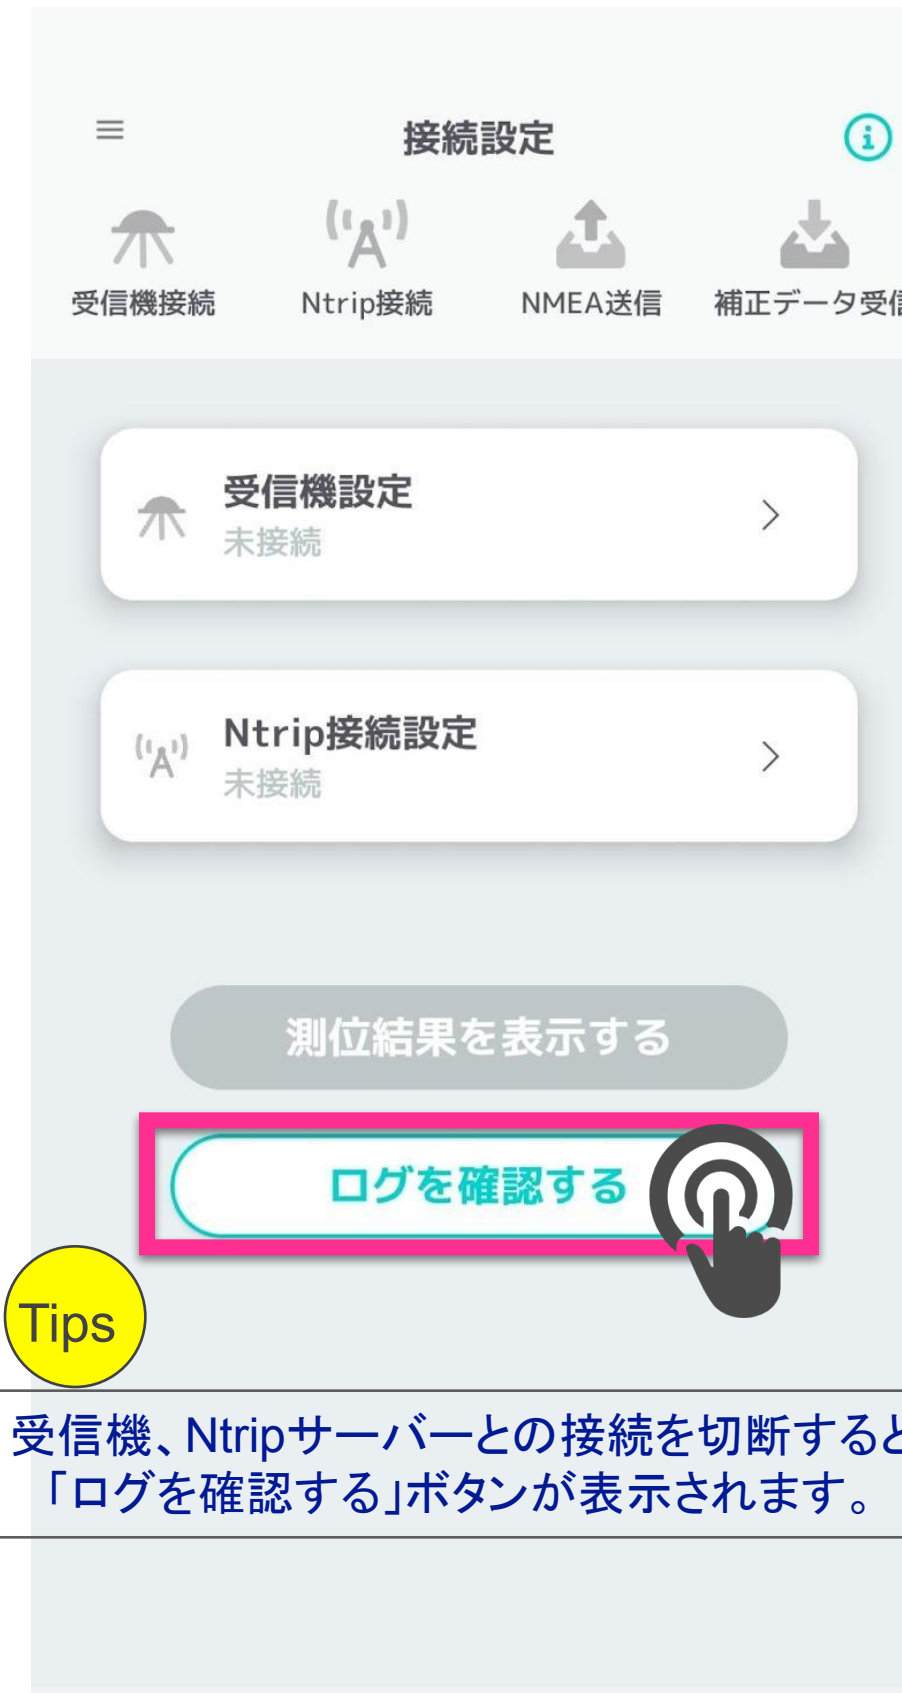 接続設定
受信機接続 Ntrip接続 NMEA送信 補正データ受信
受信機設定
未接続
Ntrip接続設定
未接続
測位結果を表示する
ログを確認する
Tips
受信機、Ntripサーバーとの接続を切断すると
「ログを確認する」ボタンが表示されます。